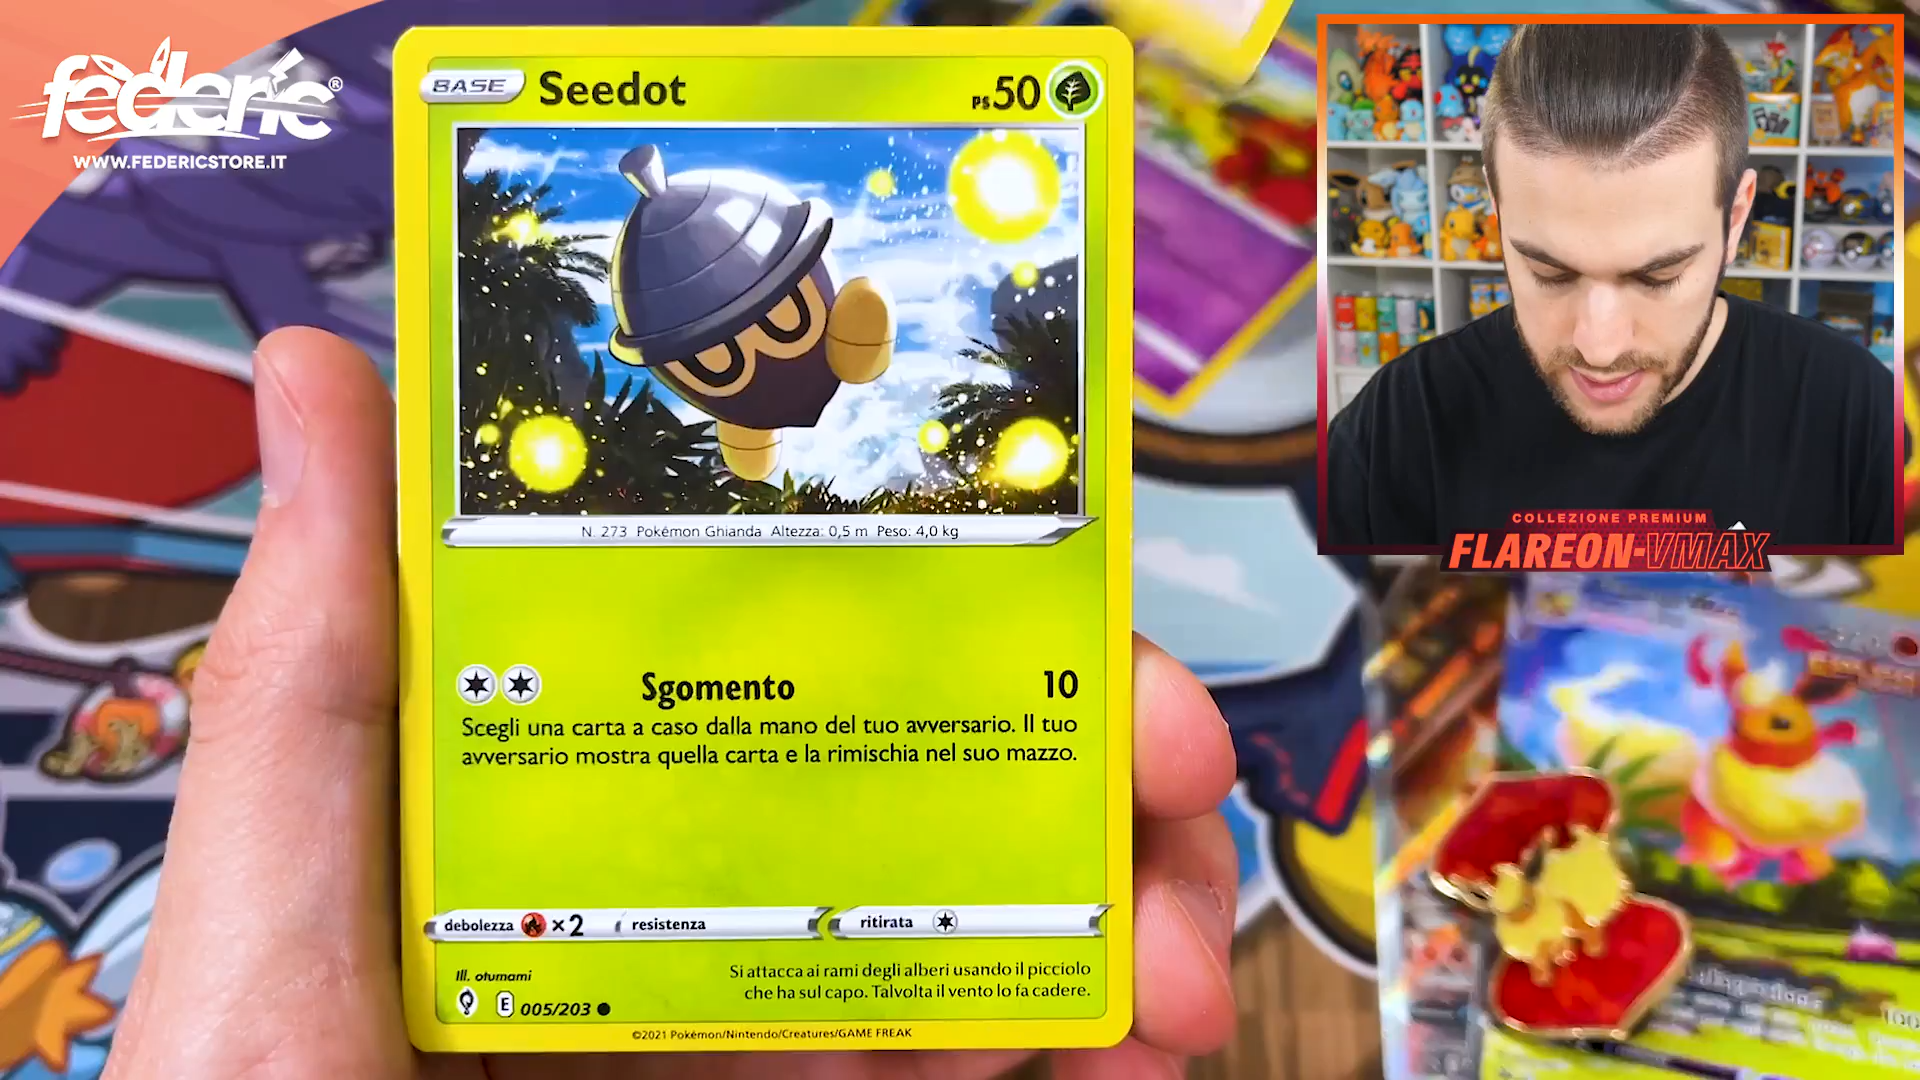 federic®
WWW.FEDERICSTORE.IT
BASE Seedot PS 50
N. 273 Pokémon Ghianda Altezza: 0,5 m Peso: 4,0 kg
Sgomento 10
Scegli una carta a caso dalla mano del tuo avversario. Il tuo
avversario mostra quella carta e la rimischia nel suo mazzo.
debolezza ×2 resistenza ritirata
Ill. otumami
Si attacca ai rami degli alberi usando il picciolo
che ha sul capo. Talvolta il vento lo fa cadere.
E 005/203
©2021 Pokémon/Nintendo/Creatures/GAME FREAK
COLLEZIONE PREMIUM
FLAREON-VMAX
100